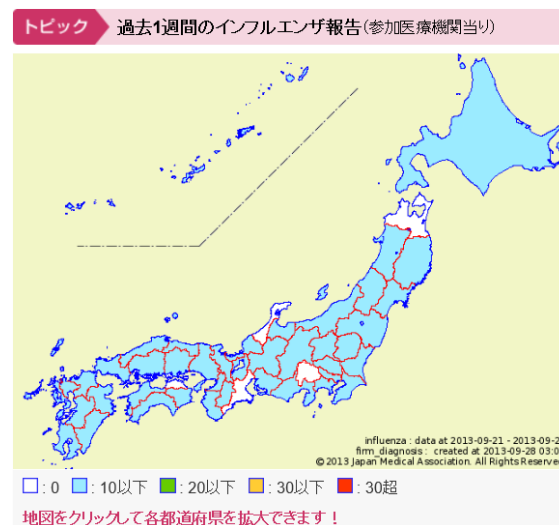 トピック 過去1週間のインフルエンザ報告(参加医療機関当り)
influenza : data at 2013-09-21 - 2013-09-2
firm_diagnosis : created at 2013-09-28 03:0
© 2013 Japan Medical Association. All Rights Reserve
:0 :10以下 :20以下 :30以下 :30超
地図をクリックして各都道府県を拡大できます！